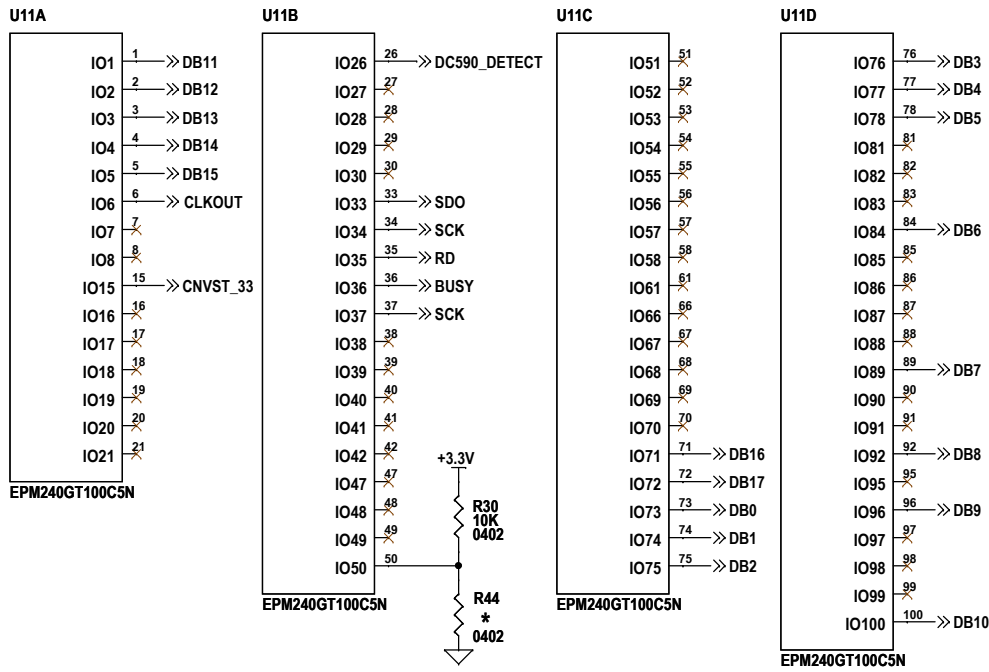 U11A
IO1 1 DB11
IO2 2 DB12
IO3 3 DB13
IO4 4 DB14
IO5 5 DB15
IO6 6 CLKOUT
IO7 7
IO8 8
IO15 15 CNVST_33
IO16 16
IO17 17
IO18 18
IO19 19
IO20 20
IO21 21
EPM240GT100C5N
U11B
IO26 26 DC590_DETECT
IO27 27
IO28 28
IO29 29
IO30 30
IO33 33 SDO
IO34 34 SCK
IO35 35 RD
IO36 36 BUSY
IO37 37 SCK
IO38 38
IO39 39
IO40 40
IO41 41
IO42 42
IO47 47
IO48 48
IO49 49
IO50 50
EPM240GT100C5N
+3.3V
R30
10K
0402
R44
*
0402
U11C
IO51 51
IO52 52
IO53 53
IO54 54
IO55 55
IO56 56
IO57 57
IO58 58
IO61 61
IO66 66
IO67 67
IO68 68
IO69 69
IO70 70
IO71 71 DB16
IO72 72 DB17
IO73 73 DB0
IO74 74 DB1
IO75 75 DB2
EPM240GT100C5N
U11D
IO76 76 DB3
IO77 77 DB4
IO78 78 DB5
IO81 81
IO82 82
IO83 83
IO84 84 DB6
IO85 85
IO86 86
IO87 87
IO88 88
IO89 89 DB7
IO90 90
IO91 91
IO92 92 DB8
IO95 95
IO96 96 DB9
IO97 97
IO98 98
IO99 99
IO100 100 DB10
EPM240GT100C5N